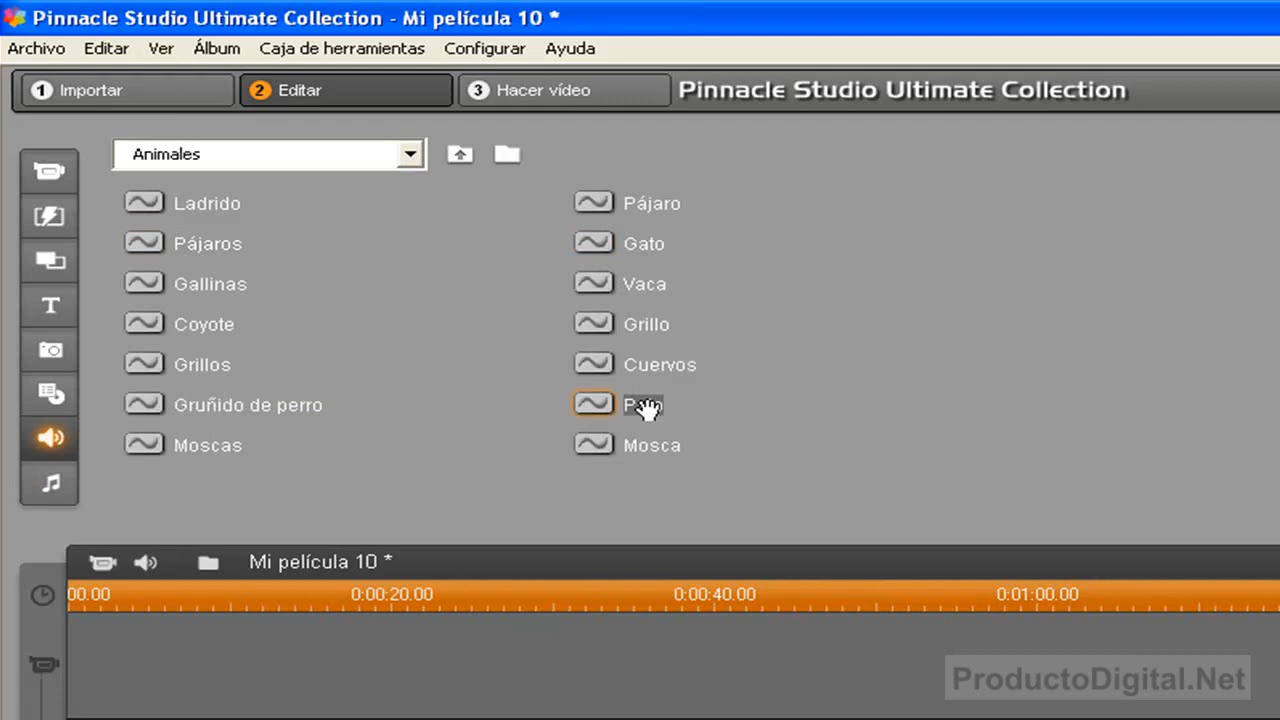 Pinnacle Studio Ultimate Collection - Mi película 10 *
Archivo Editar Ver Álbum Caja de herramientas Configurar Ayuda
1 Importar 2 Editar 3 Hacer vídeo Pinnacle Studio Ultimate Collection
Animales
Ladrido Pájaro
Pájaros Gato
T
Gallinas Vaca
Coyote Grillo
Grillos Cuervos
Gruñido de perro
Moscas Mosca
Mi película 10 *
00.00 0:00:20.00 0:00:40.00 0:01:00.00
ProductoDigital.Net